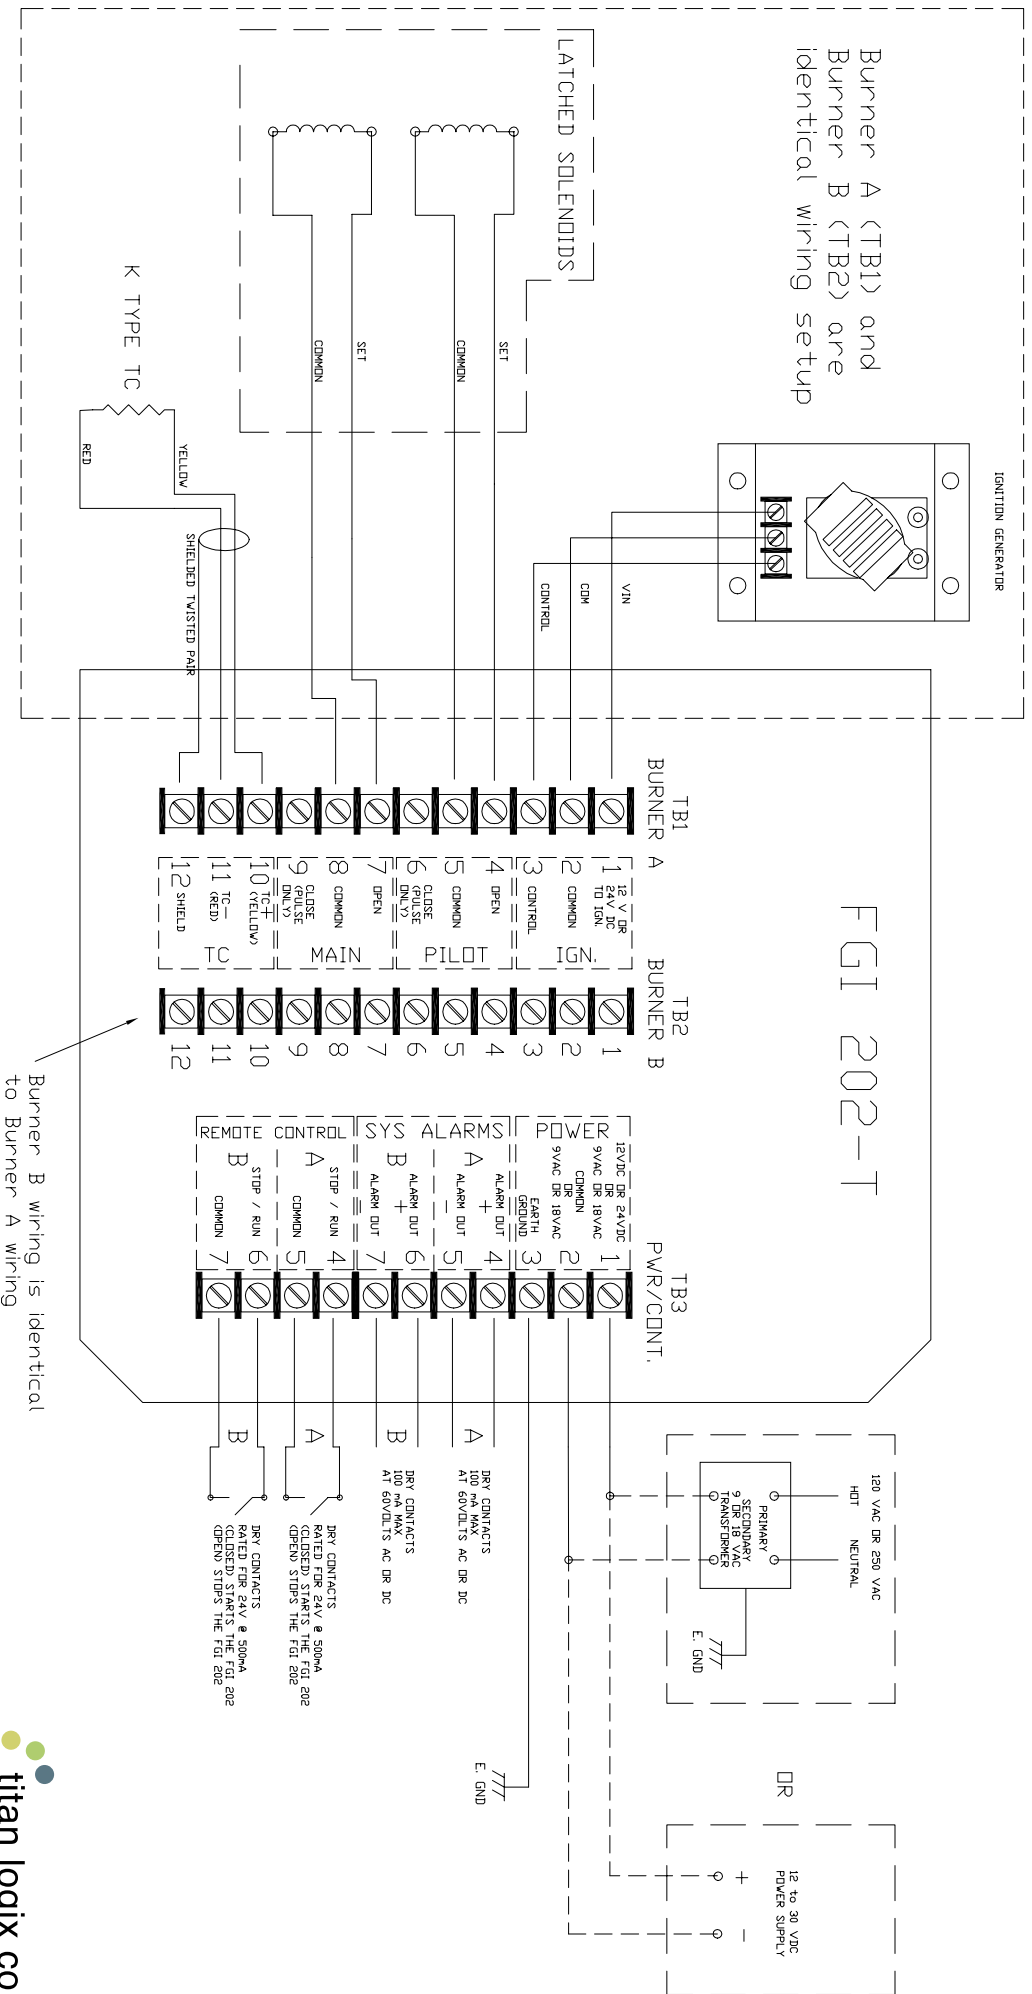 Burner A (TB1) and
Burner B (TB2) are
identical wiring setup
LATCHED SOLENOIDS
IGNITION GENERATOR
VIN
COM
CONTROL
SET
COMMON
SET
COMMON
K TYPE TC
YELLOW
RED
SHIELDED TWISTED PAIR
FGI 202-T
TB1
BURNER A
1 12 V OR
24V DC
TO IGN.
2 COMMON
3 CONTROL
IGN.
4 OPEN
5 COMMON
6 CLOSE
(PULSE
ONLY)
PILOT
7 OPEN
8 COMMON
9 CLOSE
(PULSE
ONLY)
MAIN
10 TC+
(YELLOW)
11 TC-
(RED)
12 SHIELD
TC
TB2
BURNER B
1
2
3
4
5
6
7
8
9
10
11
12
Burner B wiring is identical
to Burner A wiring
TB3
PWR/CONT.
POWER
12VDC OR 24VDC
OR
9VAC OR 18VAC
1
COMMON
OR
9VAC OR 18VAC
2
EARTH
GROUND
3
SYS ALARMS
A
ALARM OUT
+
4
ALARM OUT
-
5
B
ALARM OUT
+
6
ALARM OUT
-
7
REMOTE CONTROL
A
STOP / RUN
4
COMMON
5
B
STOP / RUN
6
COMMON
7
120 VAC OR 250 VAC
HOT
NEUTRAL
PRIMARY
SECONDARY
9 OR 18 VAC
TRANSFORMER
E. GND
OR
12 to 30 VDC
POWER SUPPLY
+
-
E. GND
A
DRY CONTACTS
100 mA MAX
AT 60VOLTS AC OR DC
B
DRY CONTACTS
100 mA MAX
AT 60VOLTS AC OR DC
A
DRY CONTACTS
RATED FOR 24V @ 500mA
(CLOSED) STARTS THE FGI 202
(OPEN) STOPS THE FGI 202
B
DRY CONTACTS
RATED FOR 24V @ 500mA
(CLOSED) STARTS THE FGI 202
(OPEN) STOPS THE FGI 202
titan logix co